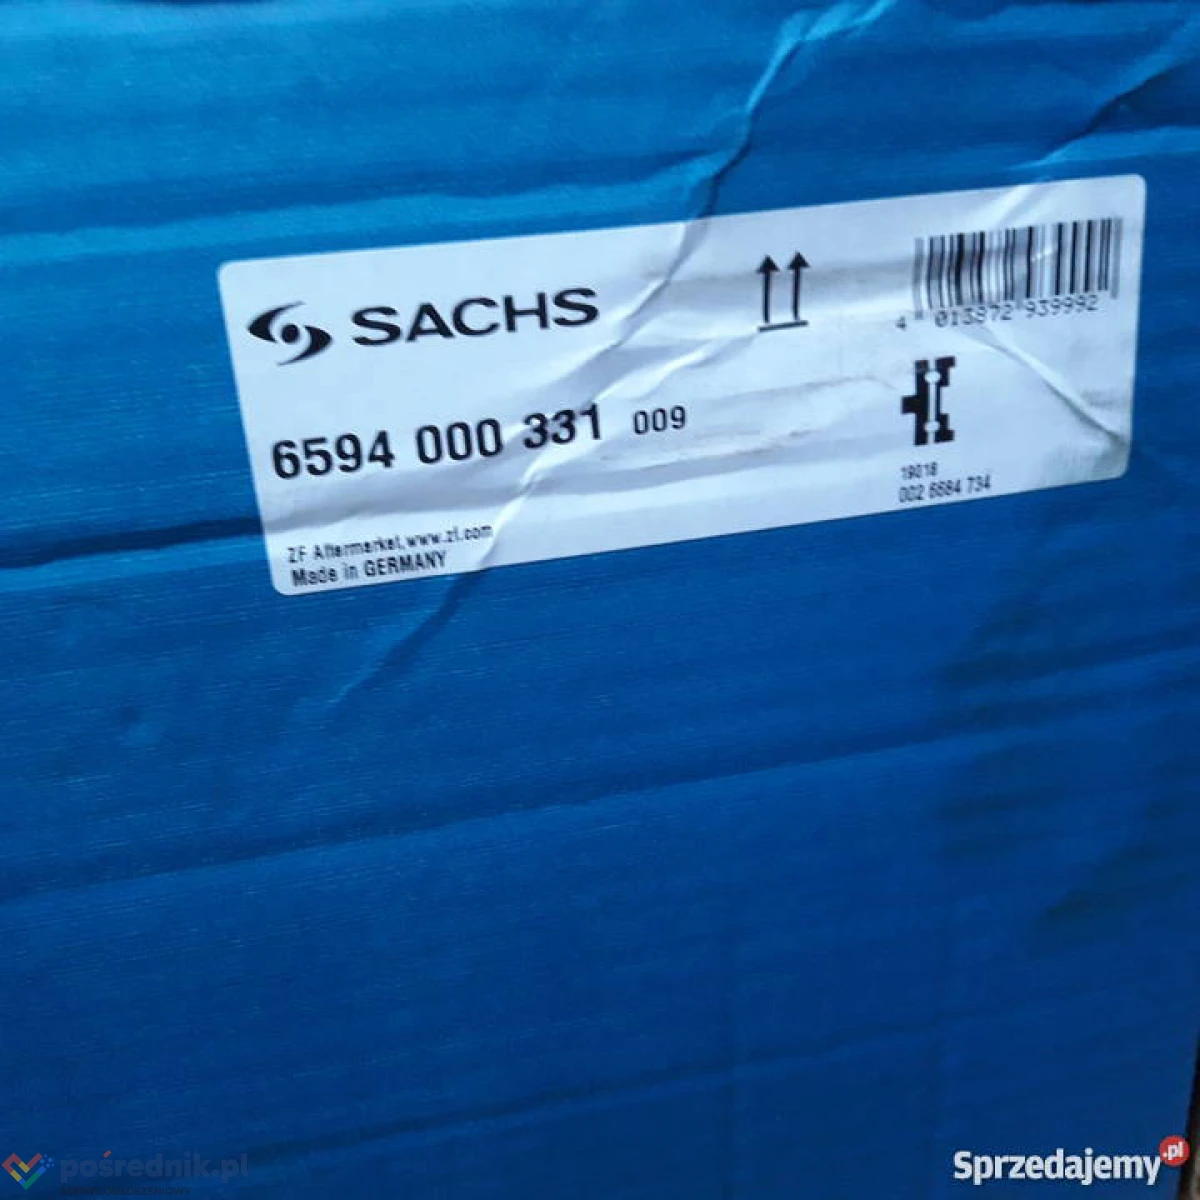 SACHS
4 013872 939992
6594 000 331 009
19018
002 6684 734
ZF Aftermarket, www.zf.com
Made in GERMANY
pośrednik.pl
Sprzedajemy.pl